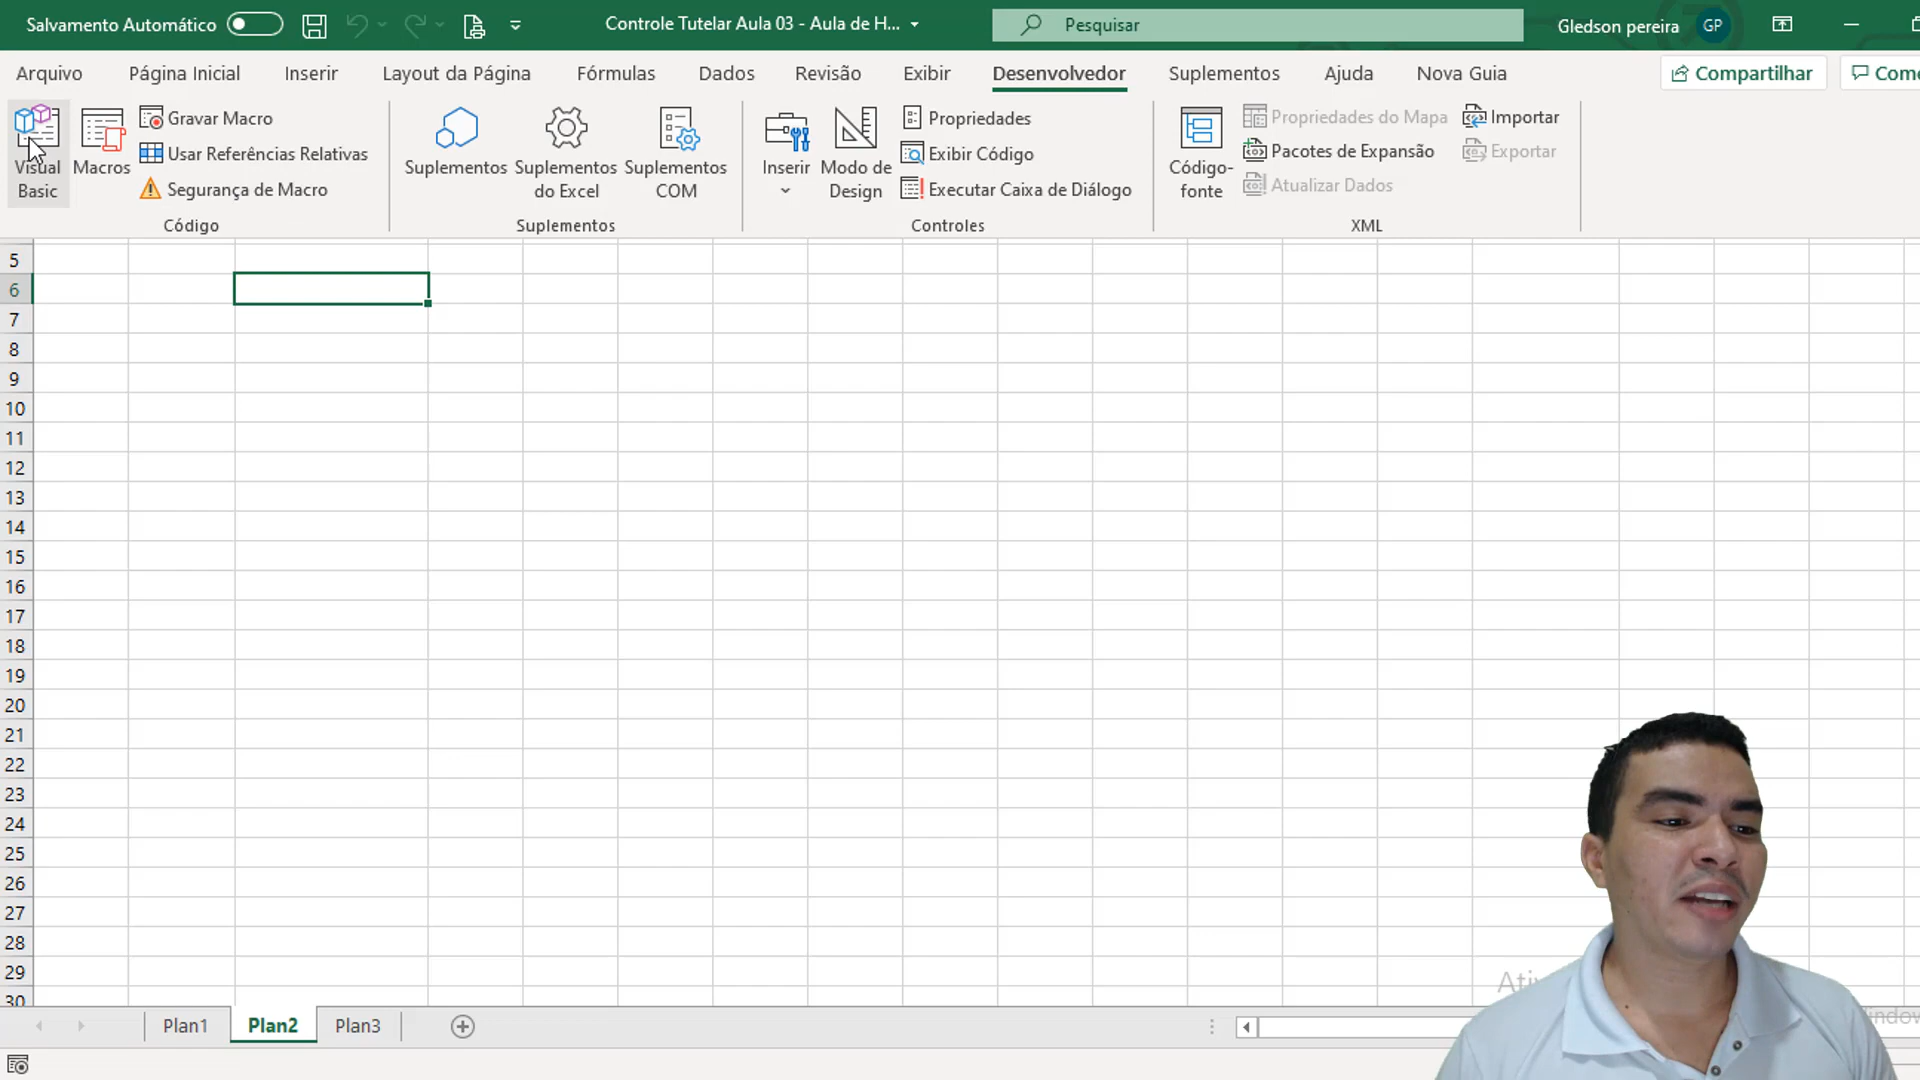 Salvamento Automático
Controle Tutelar Aula 03 - Aula de H...
Pesquisar
Gledson pereira
GP
Arquivo
Página Inicial
Inserir
Layout da Página
Fórmulas
Dados
Revisão
Exibir
Desenvolvedor
Suplementos
Ajuda
Nova Guia
Compartilhar
Visual
Basic
Macros
Gravar Macro
Usar Referências Relativas
Segurança de Macro
Código
Suplementos
Suplementos
do Excel
Suplementos
COM
Suplementos
Inserir
Modo de
Design
Propriedades
Exibir Código
Executar Caixa de Diálogo
Controles
Código-
fonte
Propriedades do Mapa
Pacotes de Expansão
Atualizar Dados
Importar
Exportar
XML
5
6
7
8
9
10
11
12
13
14
15
16
17
18
19
20
21
22
23
24
25
26
27
28
29
30
Plan1
Plan2
Plan3